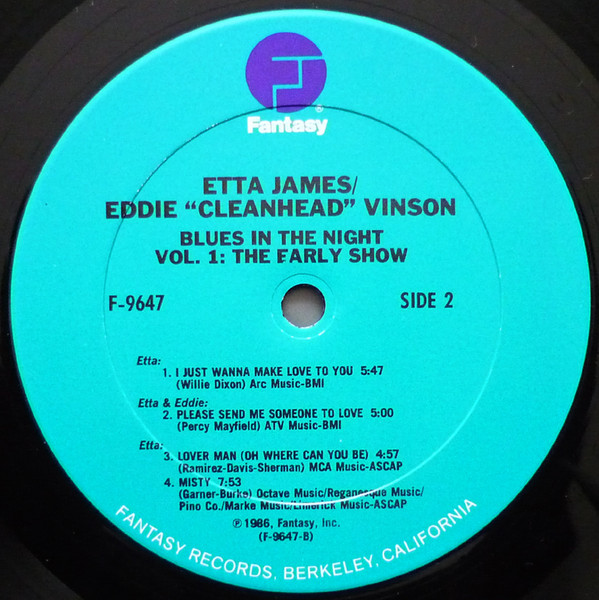 ®
Fantasy
ETTA JAMES/
EDDIE “CLEANHEAD” VINSON
BLUES IN THE NIGHT
VOL. 1: THE EARLY SHOW
F-9647
SIDE 2
Etta:
1. I JUST WANNA MAKE LOVE TO YOU 5:47
(Willie Dixon) Arc Music-BMI
Etta & Eddie:
2. PLEASE SEND ME SOMEONE TO LOVE 5:00
(Percy Mayfield) ATV Music-BMI
Etta:
3. LOVER MAN (OH WHERE CAN YOU BE) 4:57
(Ramirez-Davis-Sherman) MCA Music-ASCAP
4. MISTY 7:53
(Garner-Burke) Octave Music/Reganesque Music/
Pino Co./Marke Music/Limerick Music-ASCAP
℗ 1986, Fantasy, Inc.
(F-9647-B)
FANTASY RECORDS, BERKELEY, CALIFORNIA